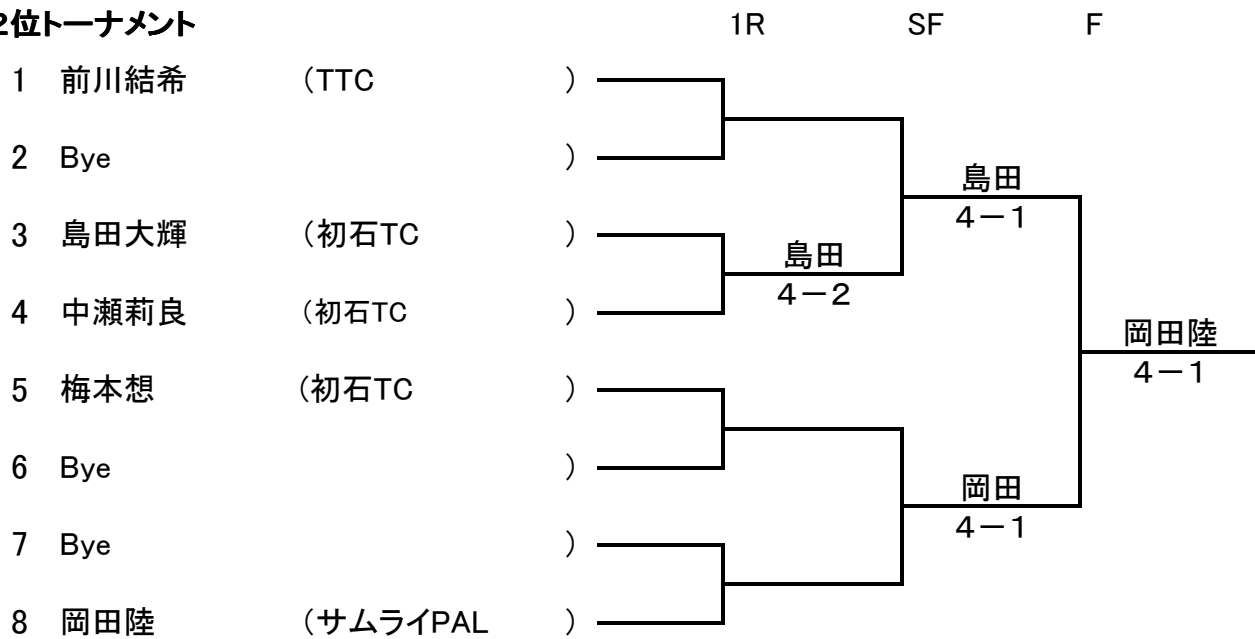 2位トーナメント 1R SF F
1 前川結希 (TTC )
2 Bye )
島田
4-1
3 島田大輝 (初石TC )
島田
4-2
4 中瀬莉良 (初石TC )
岡田陸
4-1
5 梅本想 (初石TC )
6 Bye )
岡田
4-1
7 Bye )
8 岡田陸 (サムライPAL )